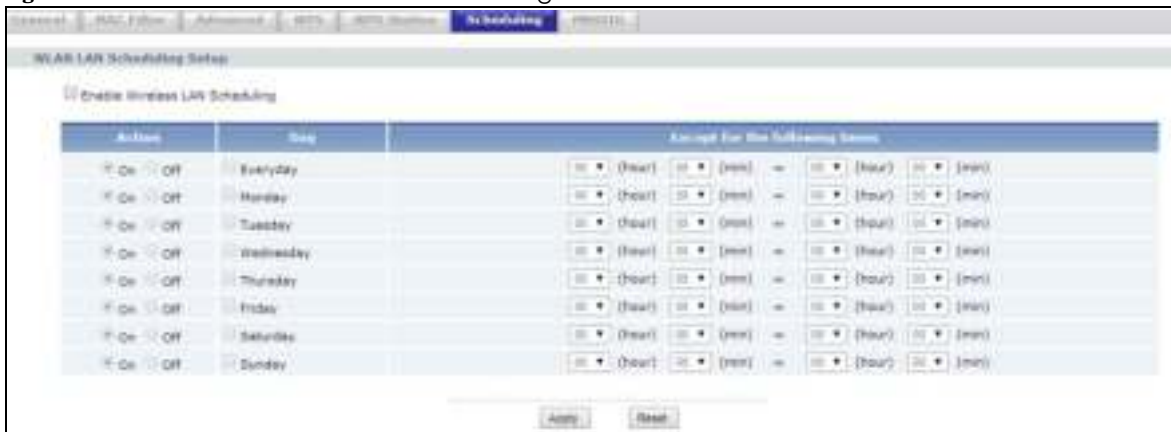 General MAC Filter Advanced WPS WPS Station Scheduling
WLAN LAN Scheduling Setup
Enable Wireless LAN Scheduling
Action Day Except for the following times
On Off Everyday (hour) (min) ~ (hour) (min)
On Off Monday (hour) (min) ~ (hour) (min)
On Off Tuesday (hour) (min) ~ (hour) (min)
On Off Wednesday (hour) (min) ~ (hour) (min)
On Off Thursday (hour) (min) ~ (hour) (min)
On Off Friday (hour) (min) ~ (hour) (min)
On Off Saturday (hour) (min) ~ (hour) (min)
On Off Sunday (hour) (min) ~ (hour) (min)
Apply Reset